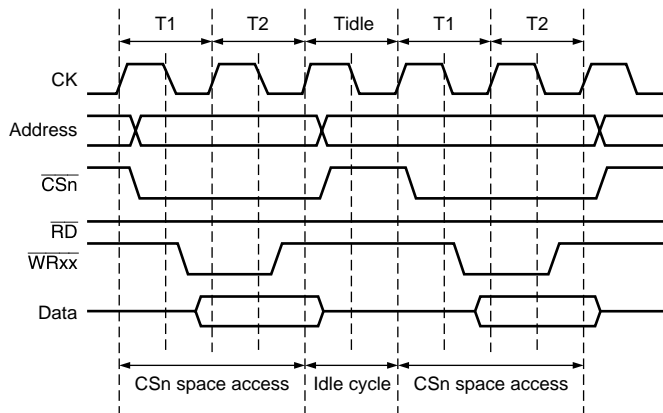 T1 T2 Tidle T1 T2
CK
Address
CSn
RD
WRxx
Data
CSn space access Idle cycle CSn space access